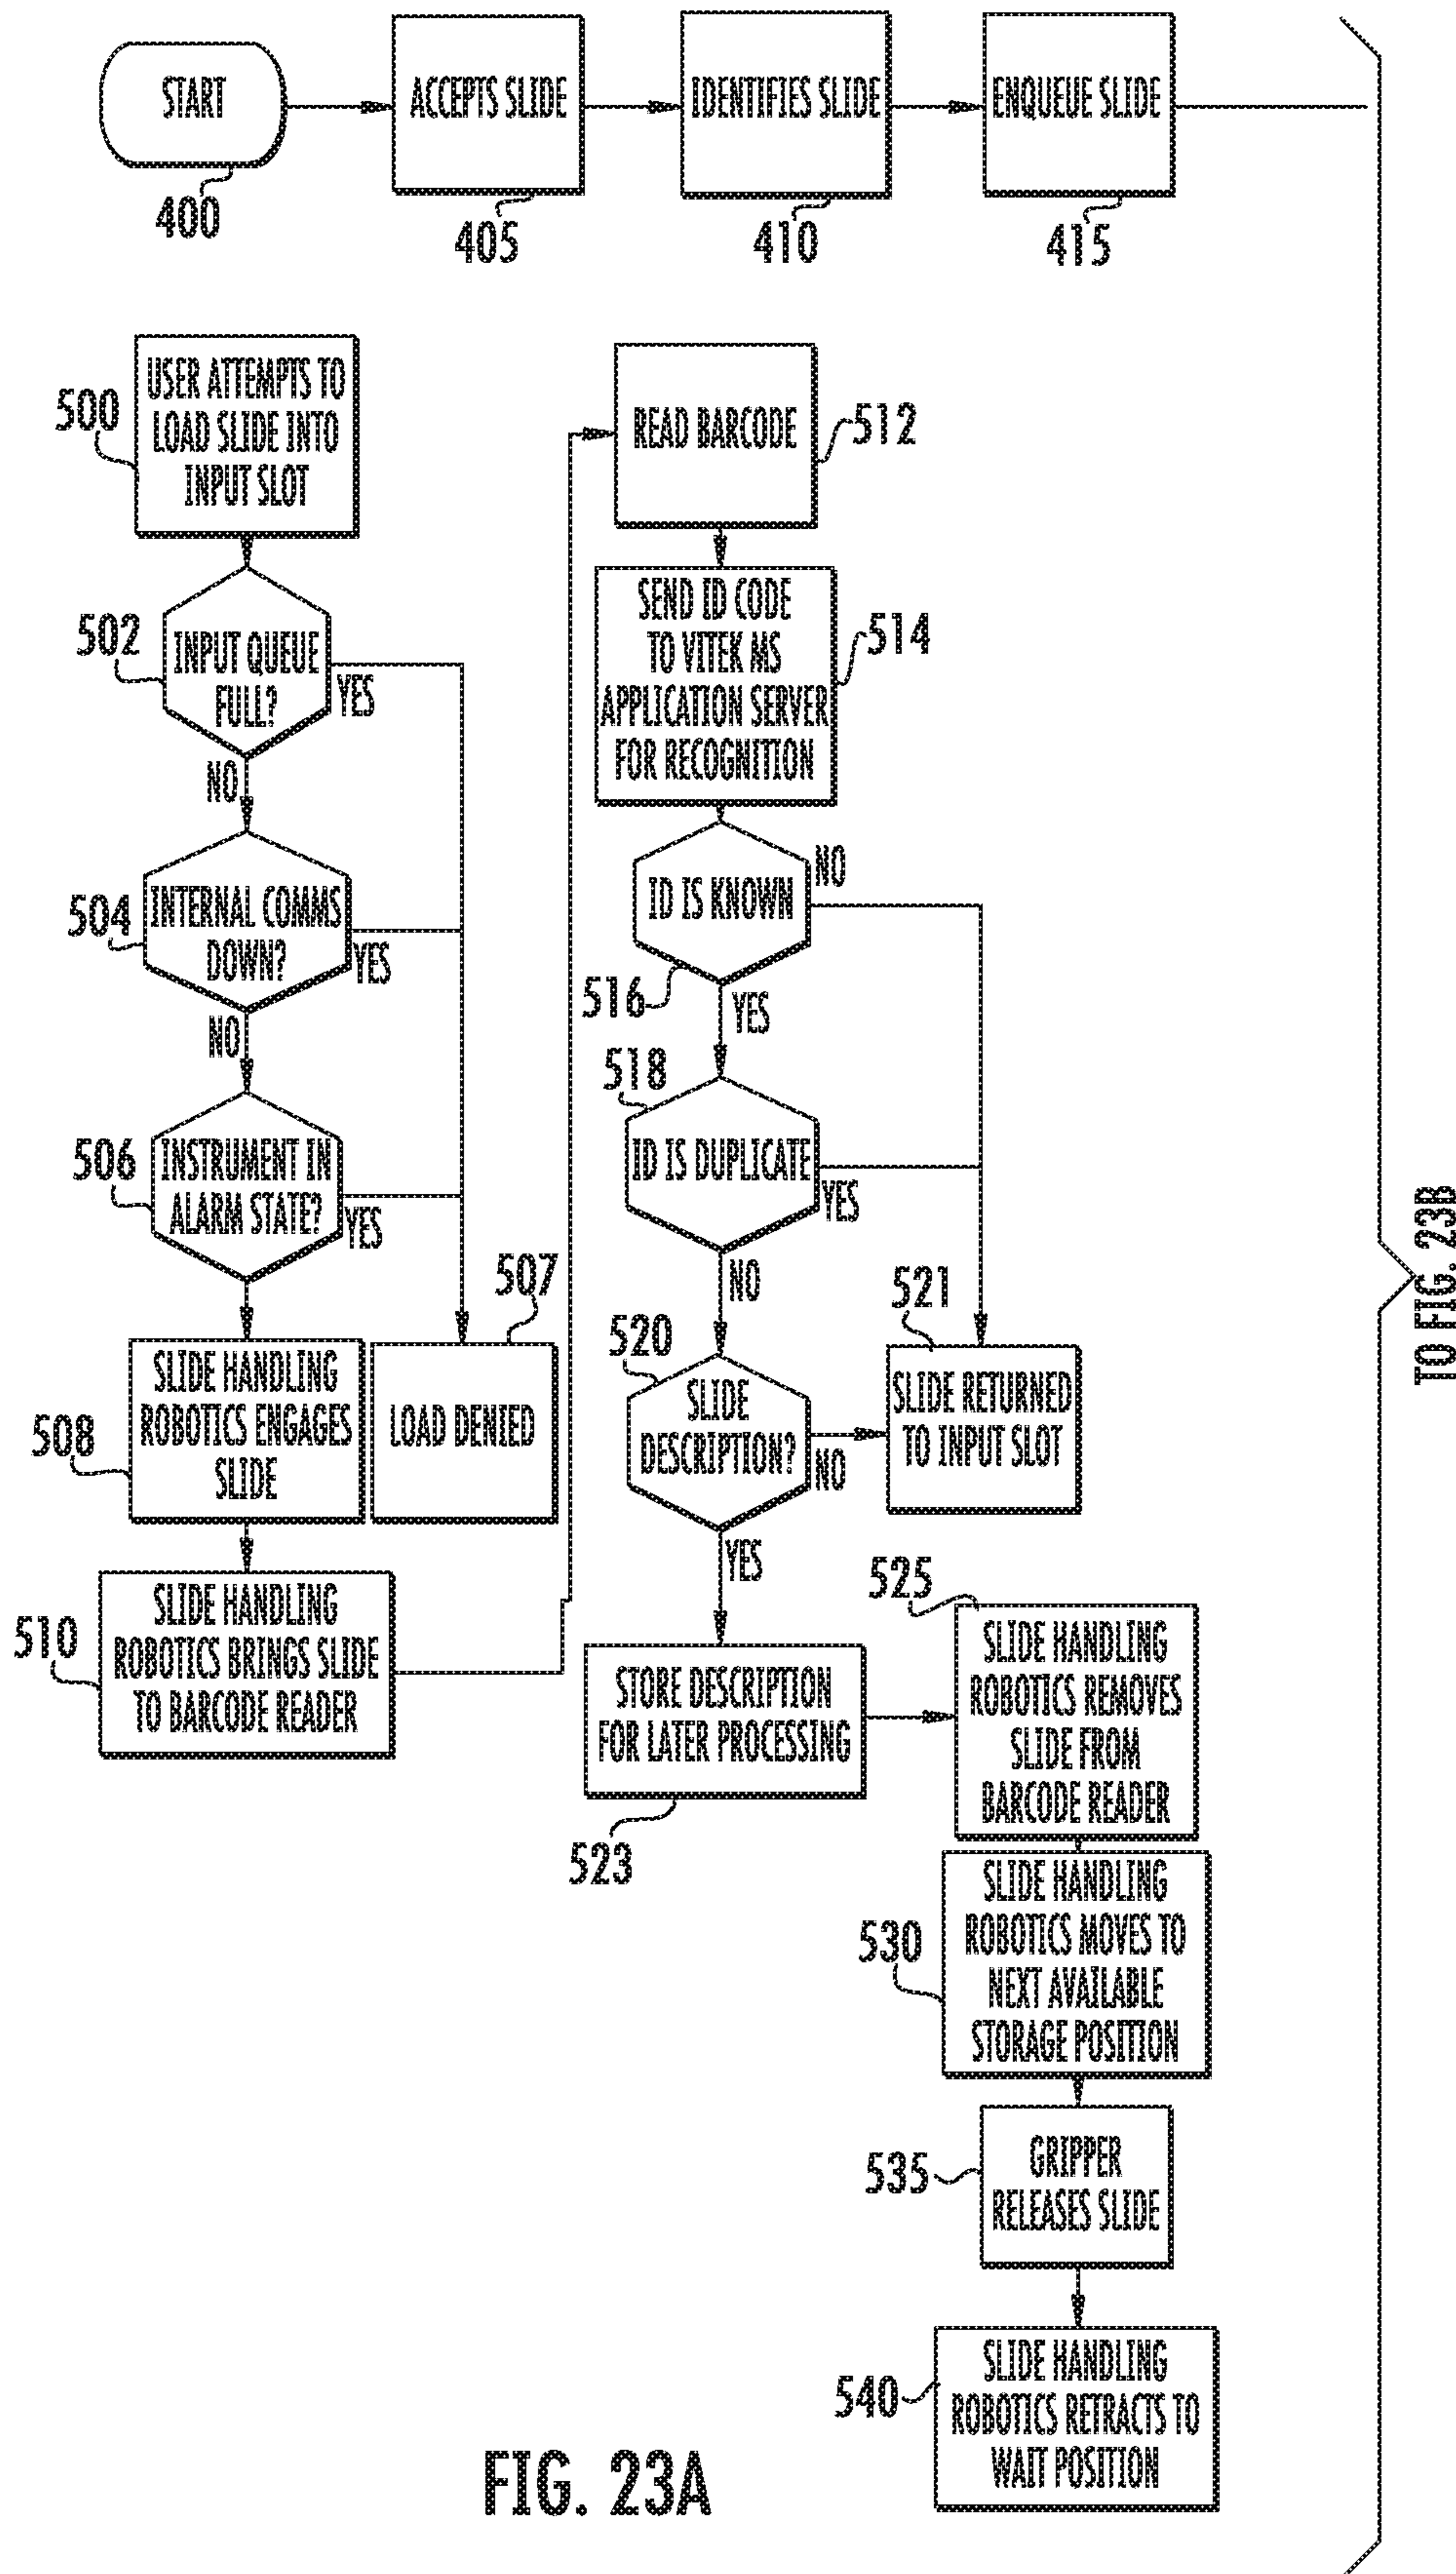 START
400
ACCEPTS SLIDE
405
IDENTIFIES SLIDE
410
ENQUEUE SLIDE
415
500
USER ATTEMPTS TO
LOAD SLIDE INTO
INPUT SLOT
502
INPUT QUEUE
FULL?
YES
NO
504
INTERNAL COMMS
DOWN?
YES
NO
506
INSTRUMENT IN
ALARM STATE?
YES
507
LOAD DENIED
508
SLIDE HANDLING
ROBOTICS ENGAGES
SLIDE
510
SLIDE HANDLING
ROBOTICS BRINGS SLIDE
TO BARCODE READER
READ BARCODE
512
SEND ID CODE
TO VITEK MS
APPLICATION SERVER
FOR RECOGNITION
514
ID IS KNOWN
NO
516
YES
518
ID IS DUPLICATE
YES
NO
520
SLIDE
DESCRIPTION?
NO
YES
521
SLIDE RETURNED
TO INPUT SLOT
STORE DESCRIPTION
FOR LATER PROCESSING
523
525
SLIDE HANDLING
ROBOTICS REMOVES
SLIDE FROM
BARCODE READER
530
SLIDE HANDLING
ROBOTICS MOVES TO
NEXT AVAILABLE
STORAGE POSITION
535
GRIPPER
RELEASES SLIDE
540
SLIDE HANDLING
ROBOTICS RETRACTS TO
WAIT POSITION
TO FIG. 23B
FIG. 23A